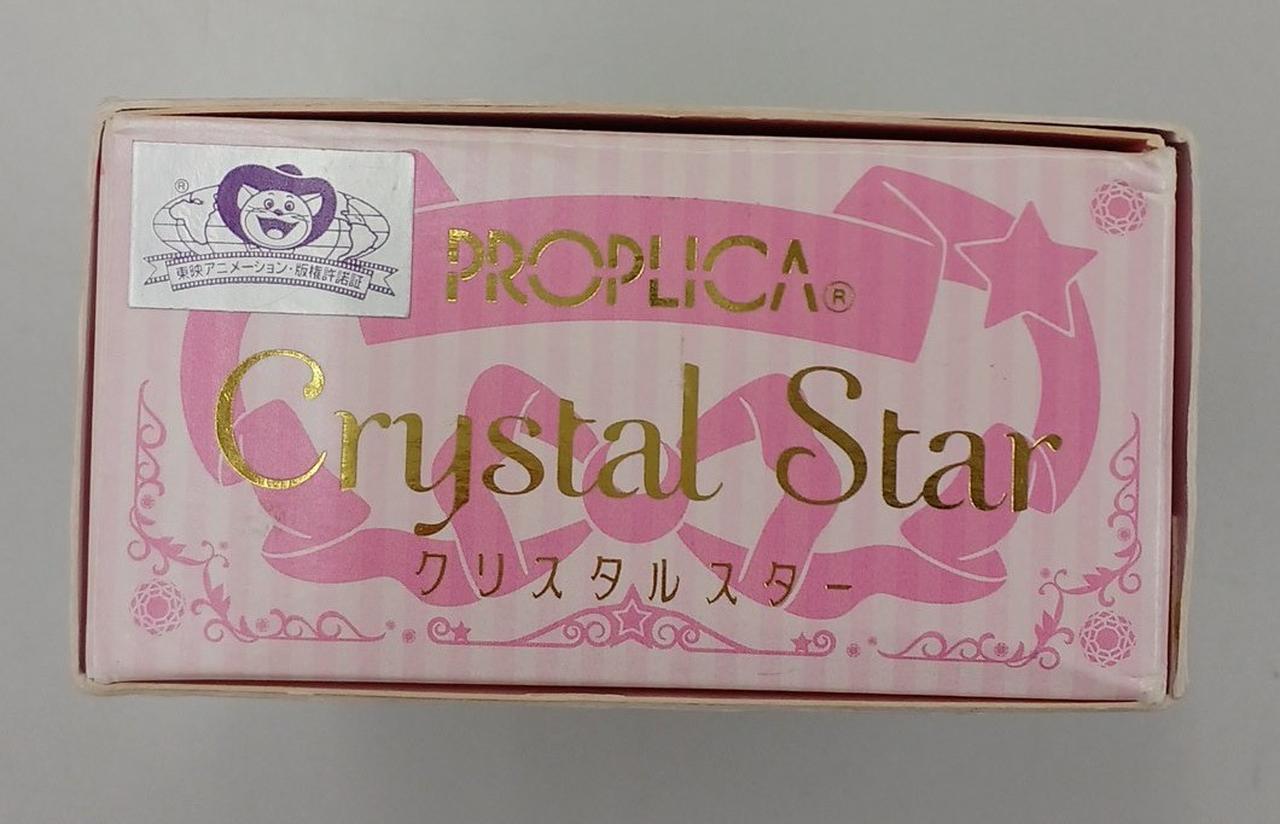 ®
東映アニメーション・版権許諾証
PROPLICA®
Crystal Star
クリスタルスター